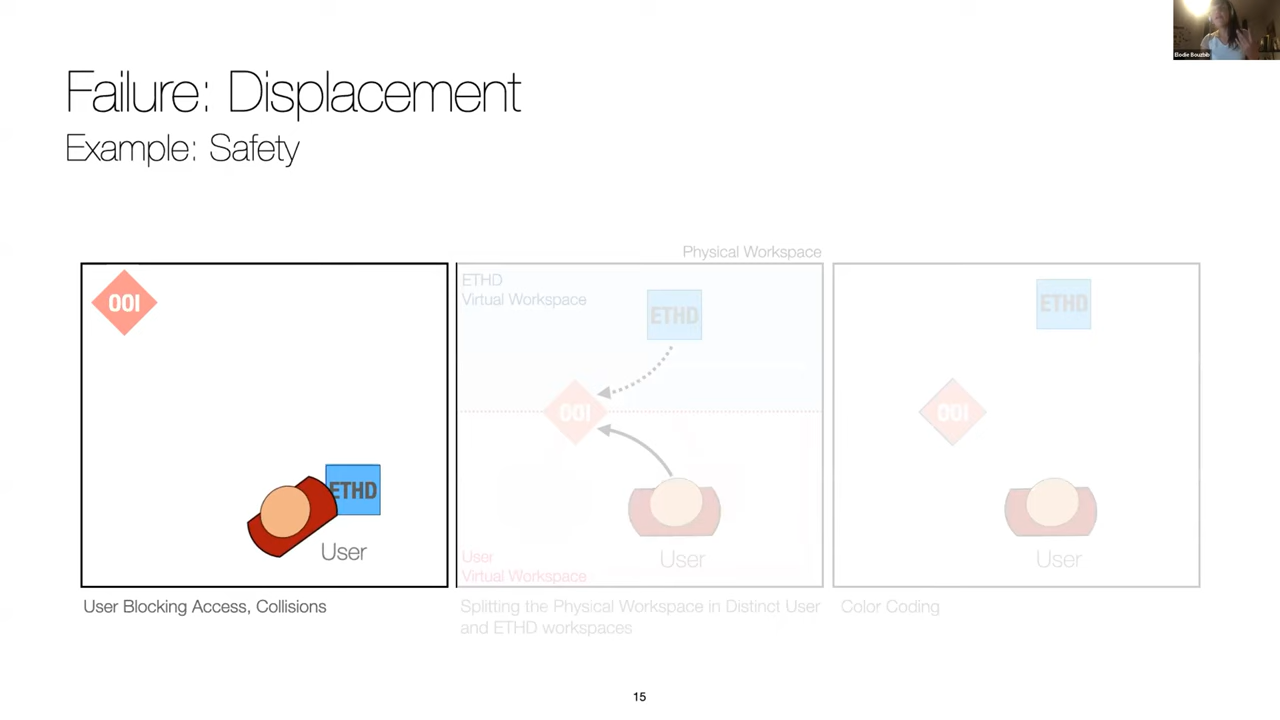 Elodie Bouzbib
Failure: Displacement
Example: Safety
OOI
ETHD
User
User Blocking Access, Collisions
Physical Workspace
ETHD
Virtual Workspace
ETHD
OOI
User
User
Virtual Workspace
Splitting the Physical Workspace in Distinct User
and ETHD workspaces
ETHD
OOI
User
Color Coding
15